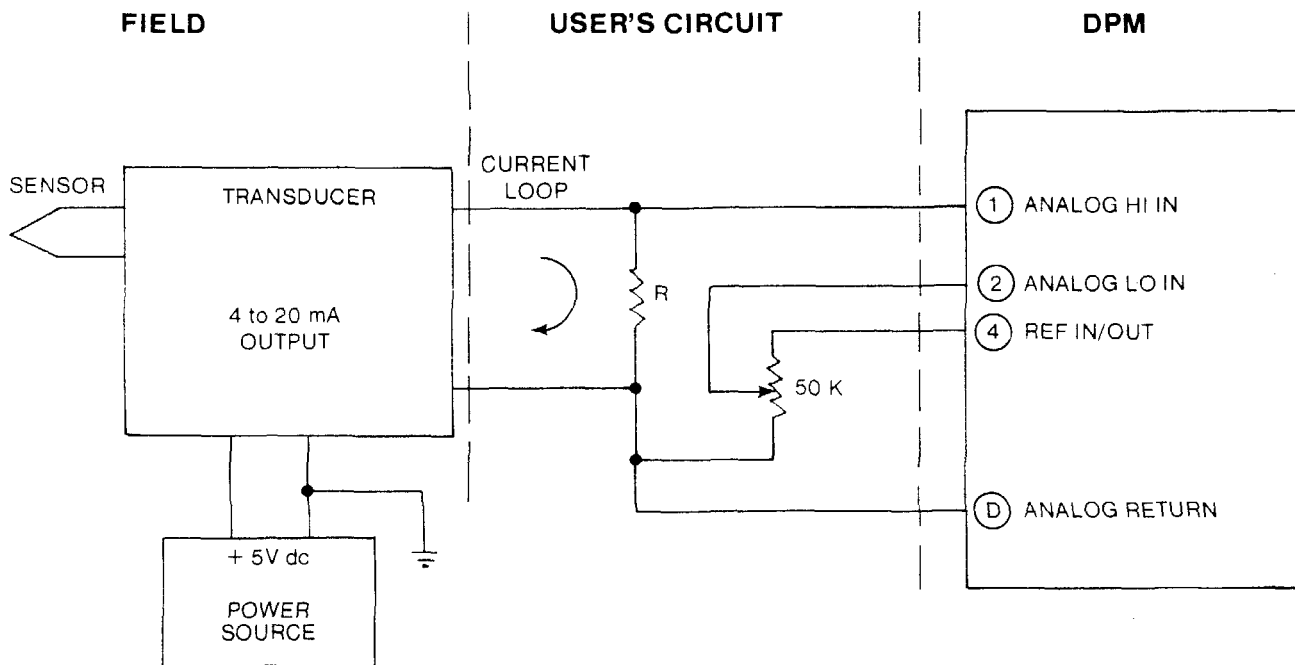 FIELD
USER'S CIRCUIT
DPM
SENSOR
TRANSDUCER
4 to 20 mA
OUTPUT
+ 5V dc
POWER
SOURCE
CURRENT
LOOP
R
50 K
1 ANALOG HI IN
2 ANALOG LO IN
4 REF IN/OUT
D ANALOG RETURN